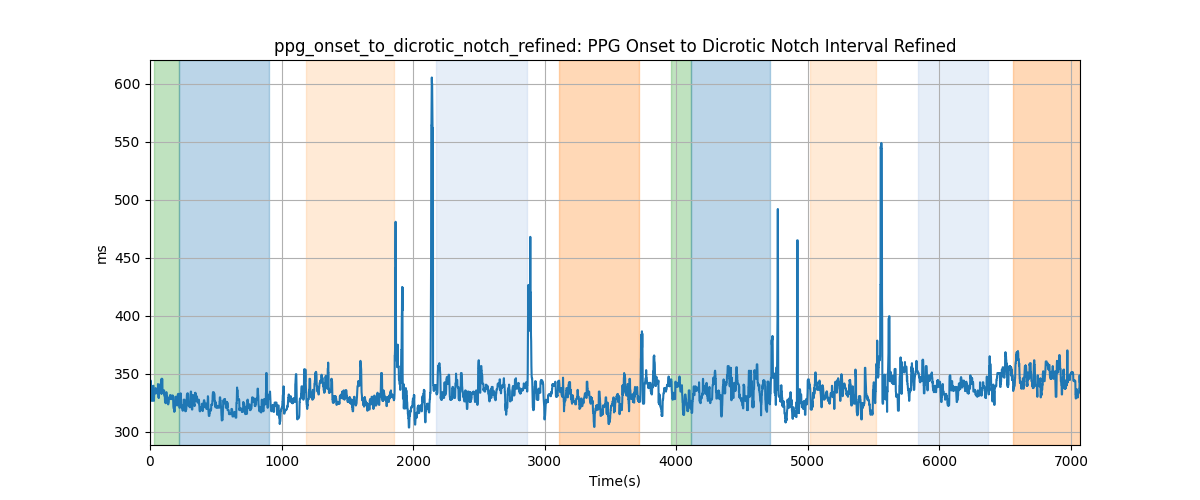 ppg_onset_to_dicrotic_notch_refined: PPG Onset to Dicrotic Notch Interval Refined
600
550
500
450
400
350
300
ms
0 1000 2000 3000 4000 5000 6000 7000
Time(s)